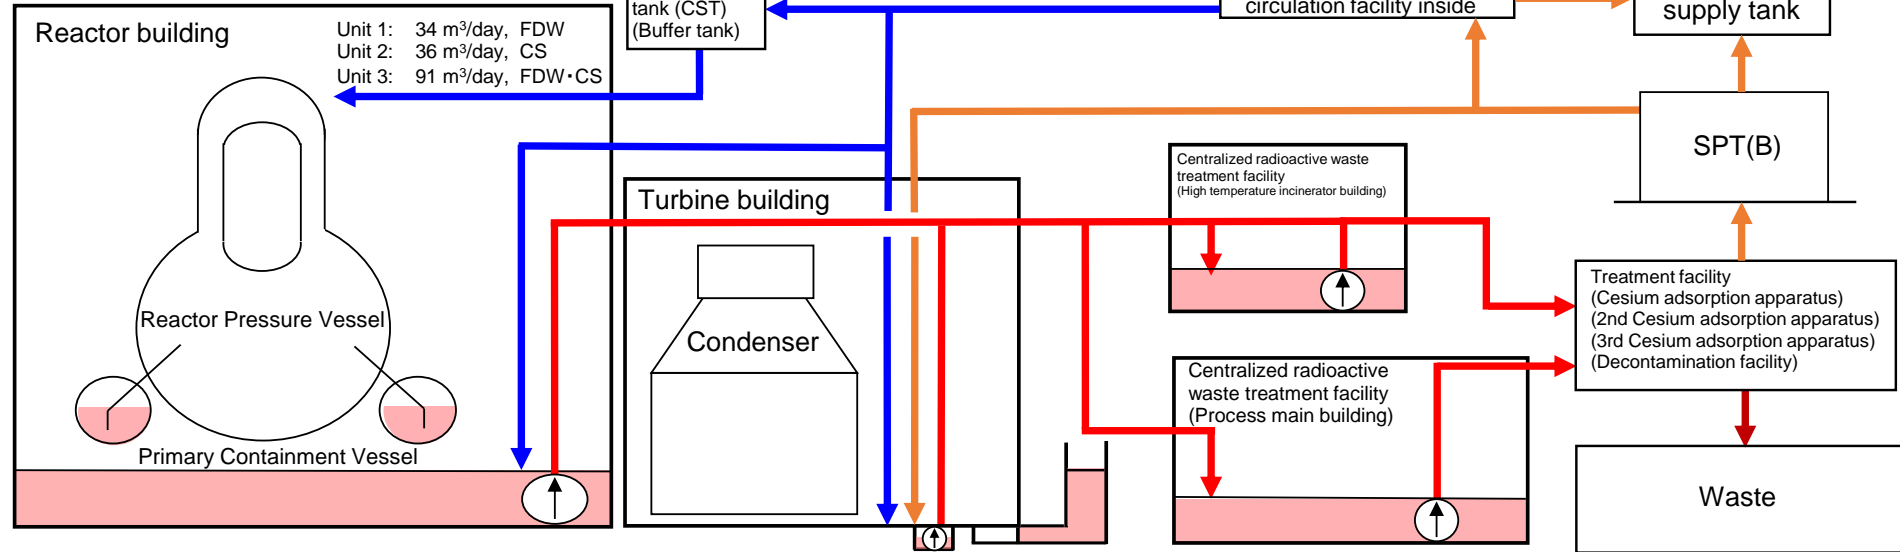 Reactor building
Unit 1: 34 m³/day, FDW
Unit 2: 36 m³/day, CS
Unit 3: 91 m³/day, FDW・CS
tank (CST)
(Buffer tank)
circulation facility inside
supply tank
SPT(B)
Centralized radioactive waste
treatment facility
(High temperature incinerator building)
Turbine building
Reactor Pressure Vessel
Condenser
Treatment facility
(Cesium adsorption apparatus)
(2nd Cesium adsorption apparatus)
(3rd Cesium adsorption apparatus)
(Decontamination facility)
Centralized radioactive
waste treatment facility
(Process main building)
Primary Containment Vessel
Waste